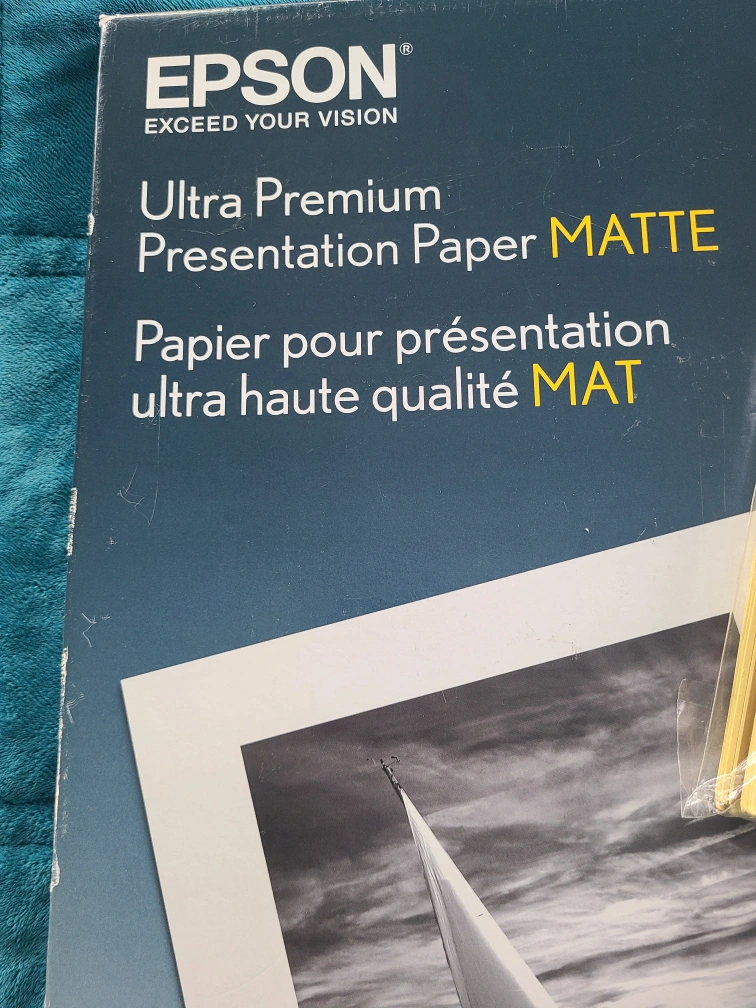 EPSON®
EXCEED YOUR VISION
Ultra Premium
Presentation Paper MATTE
Papier pour présentation
ultra haute qualité MAT